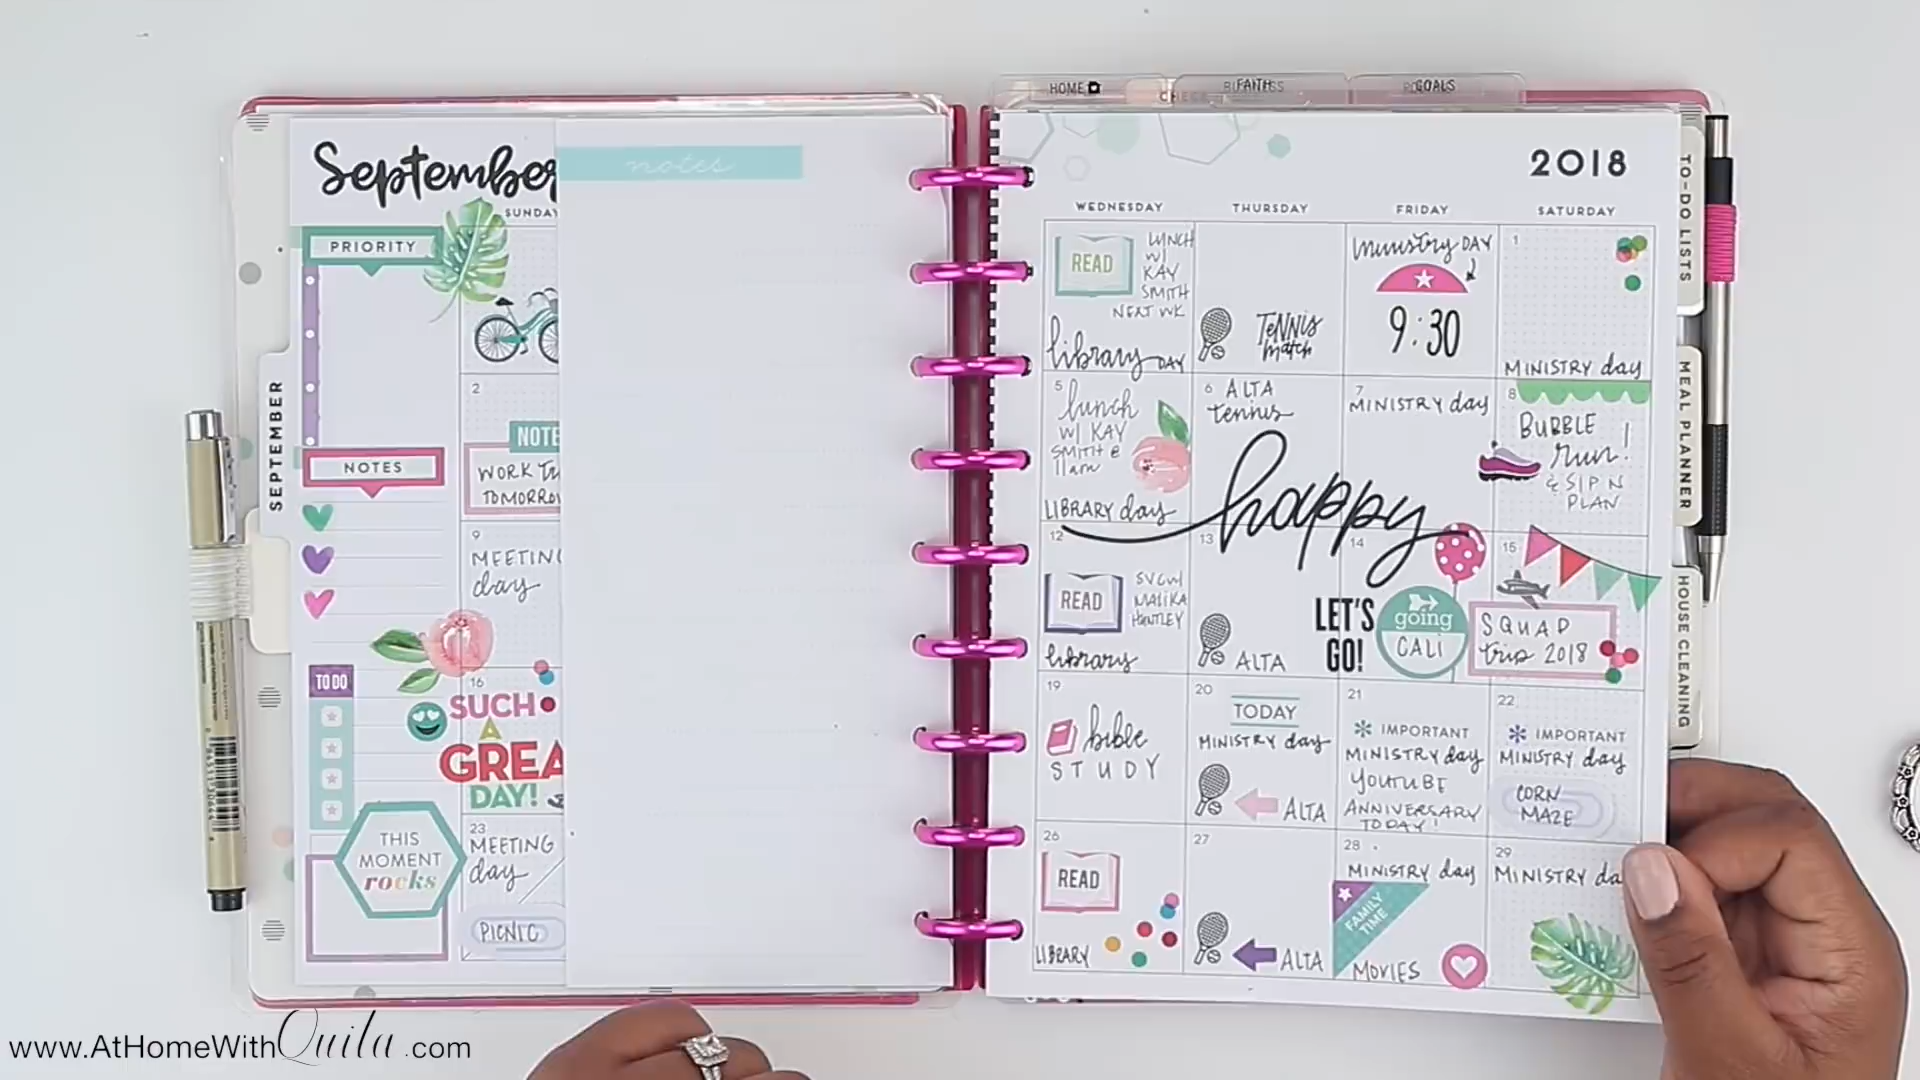 HOME
FAITH
GOALS
September
notes
2018
SUNDAY
WEDNESDAY
THURSDAY
FRIDAY
SATURDAY
PRIORITY
READ
LUNCH
W/
KAY
SMITH
NEXT WK
library DAY
TENNIS
match
ministry DAY
9:30
1
MINISTRY day
SEPTEMBER
NOTES
2
NOTE
WORK
TOMORROW
5
lunch
W/ KAY
SMITH @
11am
LIBRARY day
6 ALTA
tennis
7
MINISTRY day
8
BUBBLE
run!
& SIP N
PLAN
happy
9
MEETING
day
12
READ
SVC W/
MALIKA
HUNTLEY
library
13
ALTA
14
LET'S
GO!
going
CALI
15
SQUAD
trip 2018
TO DO
16
SUCH
A
GREA
DAY!
19
bible
STUDY
20
TODAY
MINISTRY day
ALTA
21
IMPORTANT
MINISTRY day
YOUTUBE
ANNIVERSARY
TODAY!
22
IMPORTANT
MINISTRY day
CORN
MAZE
THIS
MOMENT
rocks
23
MEETING
day
PICNIC
26
READ
LIBRARY
27
ALTA
28
MINISTRY day
FAMILY
TIME
MOVIES
29
MINISTRY da
TO-DO LISTS
MEAL PLANNER
HOUSE CLEANING
www.AtHomeWithQuila.com